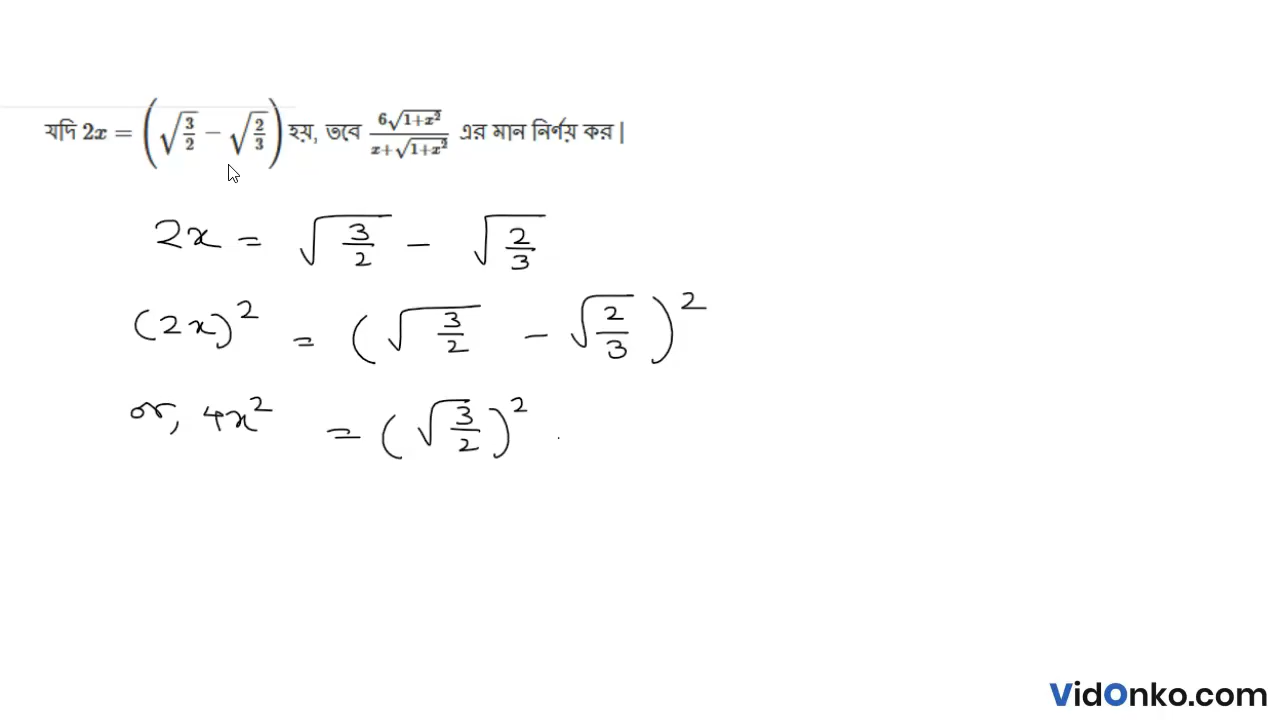 যদি 2x = (√(3/2) − √(2/3)) হয়, তবে 6√(1+x²) / (x+√(1+x²)) এর মান নির্ণয় কর |
2x = √(3/2) − √(2/3)
(2x)² = (√(3/2) − √(2/3))²
or, 4x² = (√(3/2))²
VidOnko.com